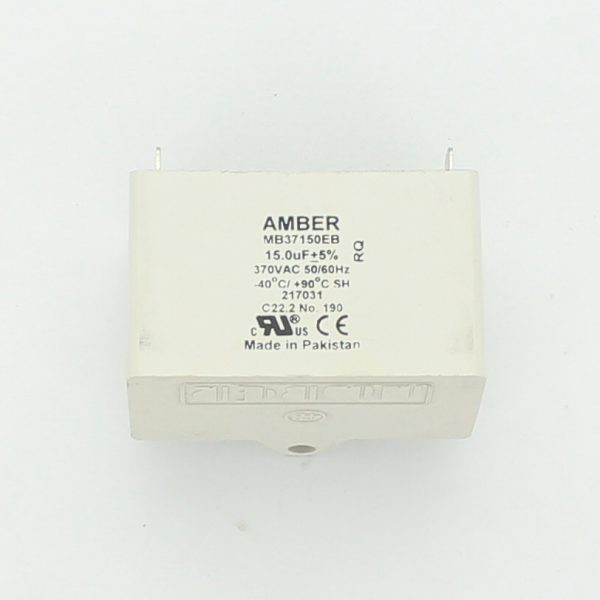 AMBER
MB37150EB
15.0uF±5%
RQ
370VAC 50/60Hz
-40°C/ +90°C SH
217031
C22.2 No. 190
C RU® US CE
Made in Pakistan